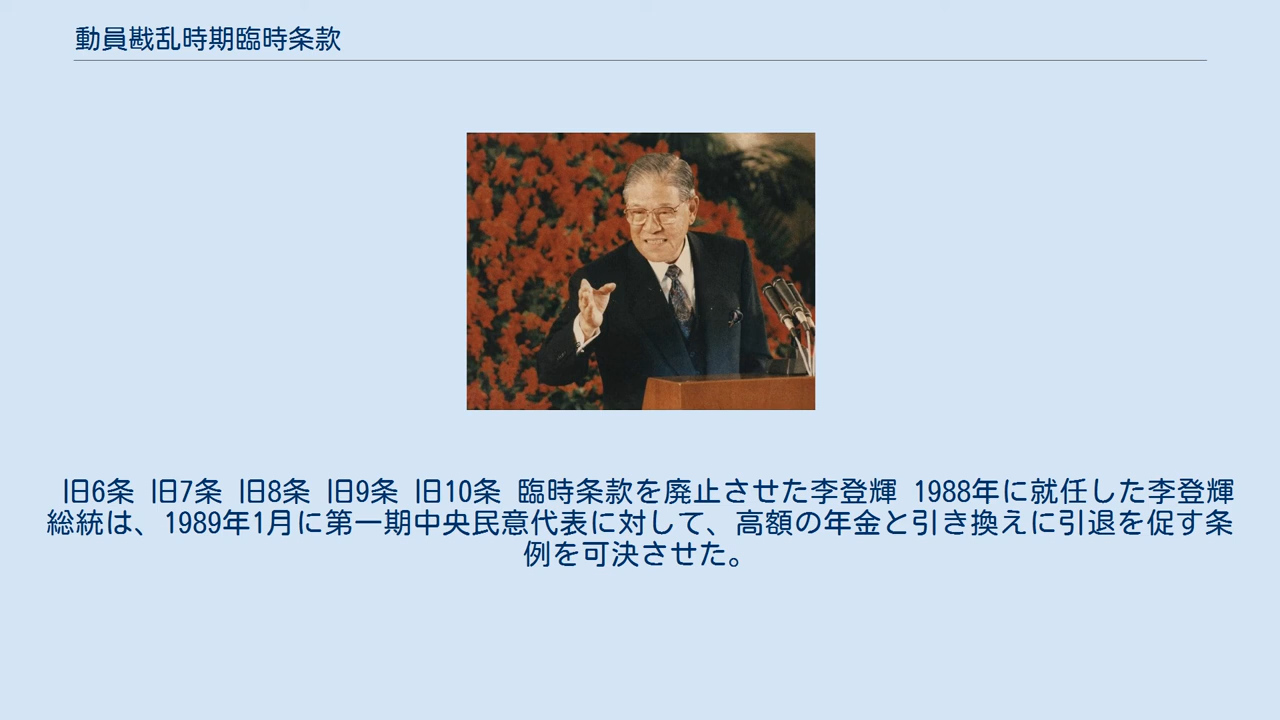 動員戡乱時期臨時条款
旧6条 旧7条 旧8条 旧9条 旧10条 臨時条款を廃止させた李登輝 1988年に就任した李登輝
総統は、1989年1月に第一期中央民意代表に対して、高額の年金と引き換えに引退を促す条
例を可決させた。